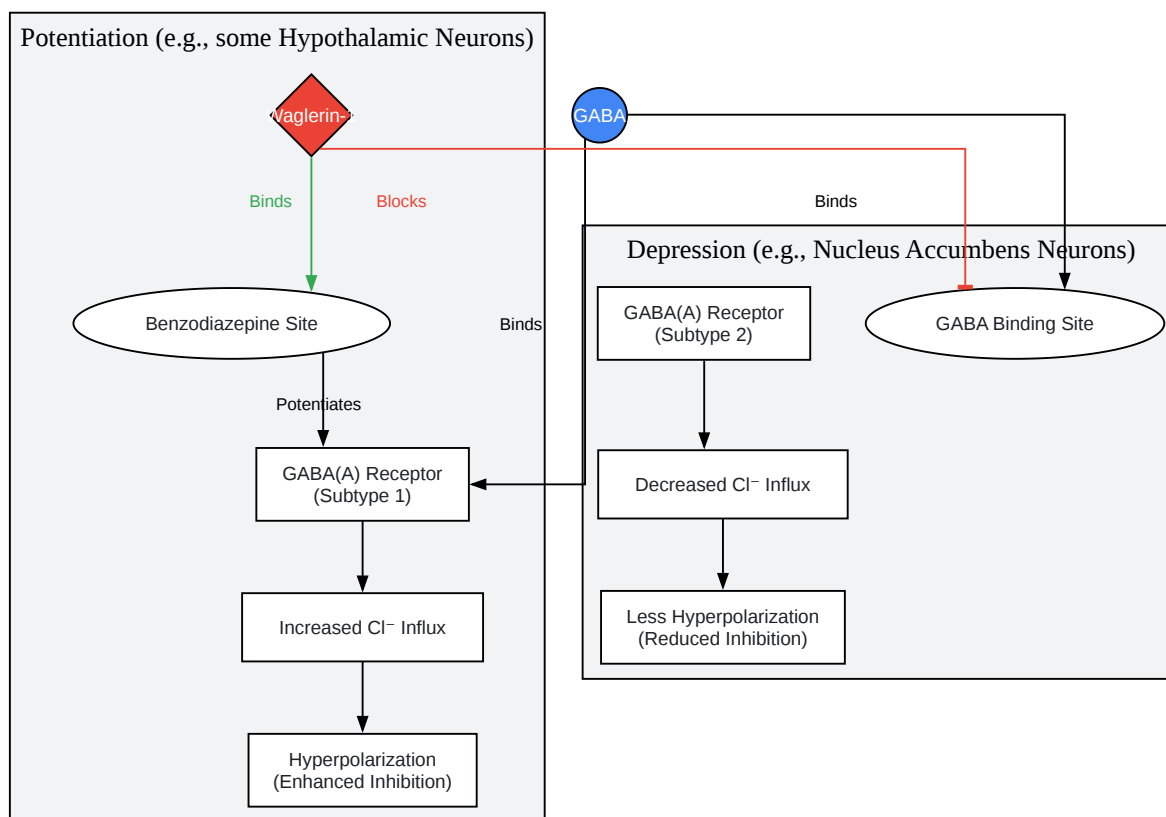 Potentiation (e.g., some Hypothalamic Neurons)
Waglerin-1
GABA
Binds
Blocks
Binds
Depression (e.g., Nucleus Accumbens Neurons)
Benzodiazepine Site
Binds
GABA(A) Receptor
(Subtype 2)
GABA Binding Site
Potentiates
GABA(A) Receptor
(Subtype 1)
Decreased Cl⁻ Influx
Increased Cl⁻ Influx
Less Hyperpolarization
(Reduced Inhibition)
Hyperpolarization
(Enhanced Inhibition)